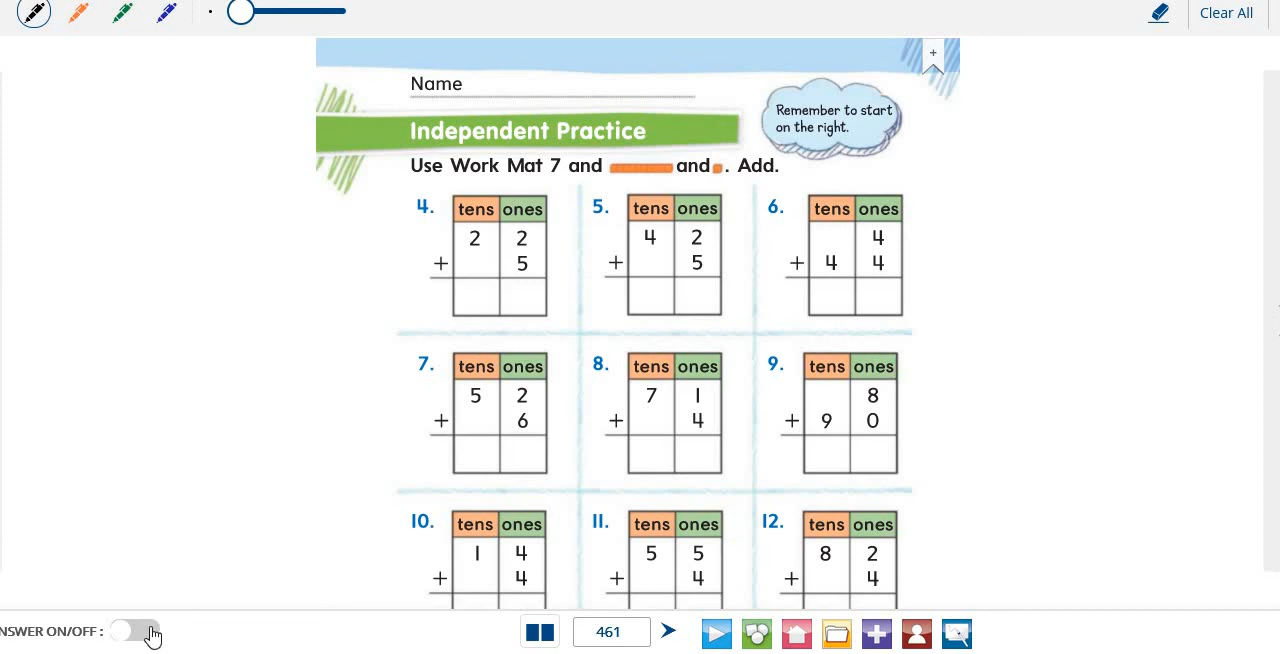 Clear All
+
Name
Remember to start
on the right.
Independent Practice
Use Work Mat 7 and and . Add.
4. tens ones
2 2
+ 5
5. tens ones
4 2
+ 5
6. tens ones
4
+ 4 4
7. tens ones
5 2
+ 6
8. tens ones
7 1
+ 4
9. tens ones
8
+ 9 0
10. tens ones
1 4
+ 4
11. tens ones
5 5
+ 4
12. tens ones
8 2
+ 4
NSWER ON/OFF :
461